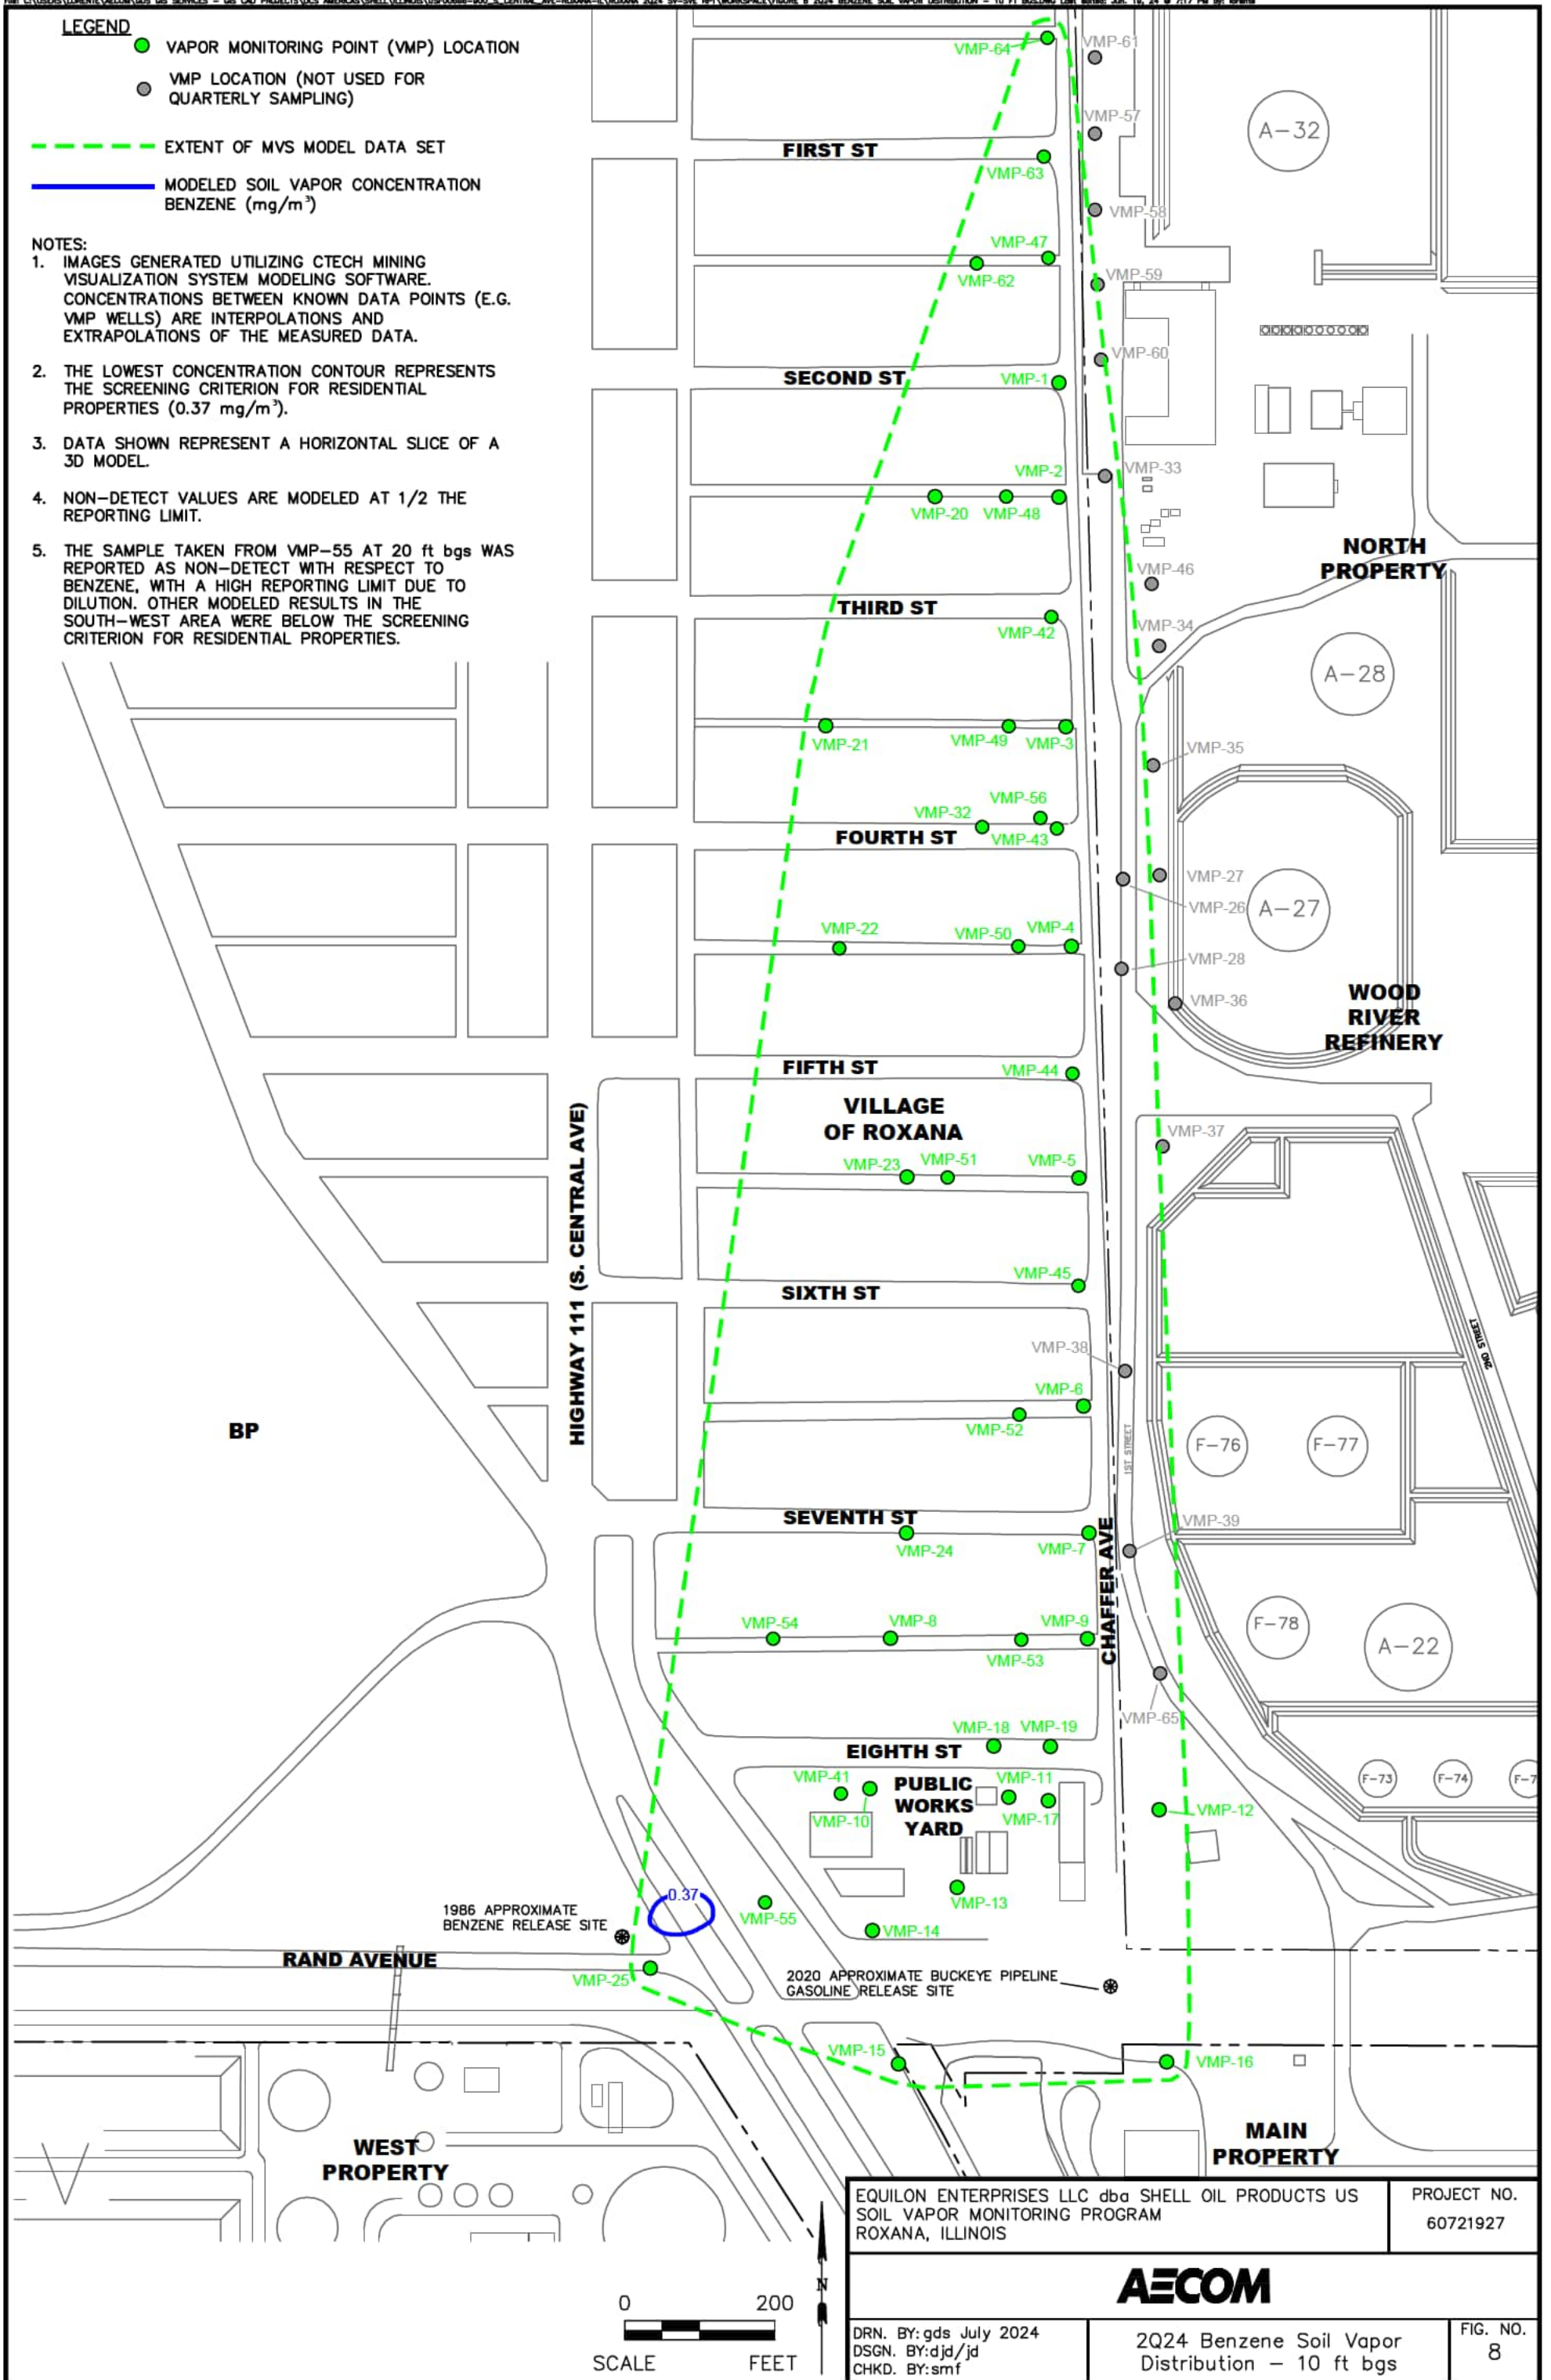 LEGEND
VAPOR MONITORING POINT (VMP) LOCATION
VMP LOCATION (NOT USED FOR
QUARTERLY SAMPLING)
EXTENT OF MVS MODEL DATA SET
MODELED SOIL VAPOR CONCENTRATION
BENZENE (mg/m³)
NOTES:
1. IMAGES GENERATED UTILIZING CTECH MINING
VISUALIZATION SYSTEM MODELING SOFTWARE.
CONCENTRATIONS BETWEEN KNOWN DATA POINTS (E.G.
VMP WELLS) ARE INTERPOLATIONS AND
EXTRAPOLATIONS OF THE MEASURED DATA.
2. THE LOWEST CONCENTRATION CONTOUR REPRESENTS
THE SCREENING CRITERION FOR RESIDENTIAL
PROPERTIES (0.37 mg/m³).
3. DATA SHOWN REPRESENT A HORIZONTAL SLICE OF A
3D MODEL.
4. NON-DETECT VALUES ARE MODELED AT 1/2 THE
REPORTING LIMIT.
5. THE SAMPLE TAKEN FROM VMP-55 AT 20 ft bgs WAS
REPORTED AS NON-DETECT WITH RESPECT TO
BENZENE, WITH A HIGH REPORTING LIMIT DUE TO
DILUTION. OTHER MODELED RESULTS IN THE
SOUTH-WEST AREA WERE BELOW THE SCREENING
CRITERION FOR RESIDENTIAL PROPERTIES.
VMP-64
VMP-61
VMP-57
A-32
FIRST ST
VMP-63
VMP-58
VMP-47
VMP-62
VMP-59
VMP-60
SECOND ST
VMP-1
VMP-2
VMP-33
VMP-20
VMP-48
NORTH
PROPERTY
VMP-46
THIRD ST
VMP-42
VMP-34
A-28
VMP-21
VMP-49
VMP-3
VMP-35
VMP-56
VMP-32
FOURTH ST
VMP-43
VMP-27
VMP-26
A-27
VMP-22
VMP-50
VMP-4
VMP-28
VMP-36
WOOD
RIVER
REFINERY
FIFTH ST
VMP-44
VILLAGE
OF ROXANA
VMP-37
VMP-23
VMP-51
VMP-5
HIGHWAY 111 (S. CENTRAL AVE)
VMP-45
SIXTH ST
2ND STREET
VMP-38
VMP-6
VMP-52
BP
1ST STREET
F-76
F-77
SEVENTH ST
VMP-24
VMP-7
VMP-39
CHAFFER AVE
VMP-54
VMP-8
VMP-9
VMP-53
F-78
A-22
VMP-65
VMP-18
VMP-19
EIGHTH ST
VMP-41
VMP-10
PUBLIC
WORKS
YARD
VMP-11
VMP-17
VMP-12
F-73
F-74
F-7
0.37
VMP-55
VMP-13
VMP-14
1986 APPROXIMATE
BENZENE RELEASE SITE
RAND AVENUE
VMP-25
2020 APPROXIMATE BUCKEYE PIPELINE
GASOLINE RELEASE SITE
VMP-15
VMP-16
WEST
PROPERTY
MAIN
PROPERTY
0 200
SCALE FEET
N
EQUILON ENTERPRISES LLC dba SHELL OIL PRODUCTS US
SOIL VAPOR MONITORING PROGRAM
ROXANA, ILLINOIS
PROJECT NO.
60721927
AECOM
DRN. BY:gds July 2024
DSGN. BY:djd/jd
CHKD. BY:smf
2Q24 Benzene Soil Vapor
Distribution - 10 ft bgs
FIG. NO.
8